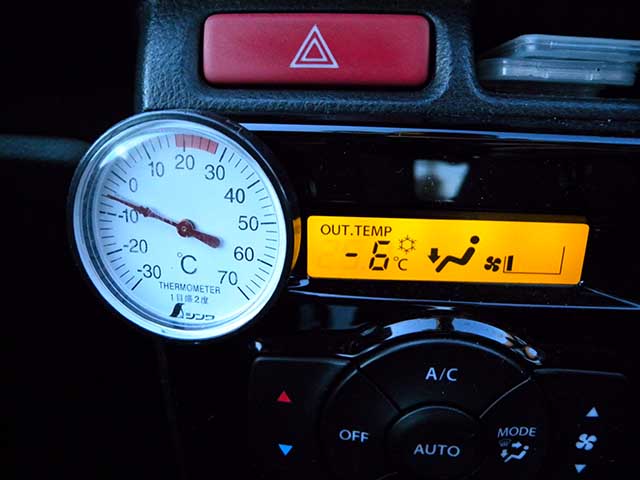 20
10
30
0
40
-10
50
-20
60
-30
70
℃
THERMOMETER
1目盛2度
シンワ
OUT.TEMP
-6℃
A/C
OFF
AUTO
MODE